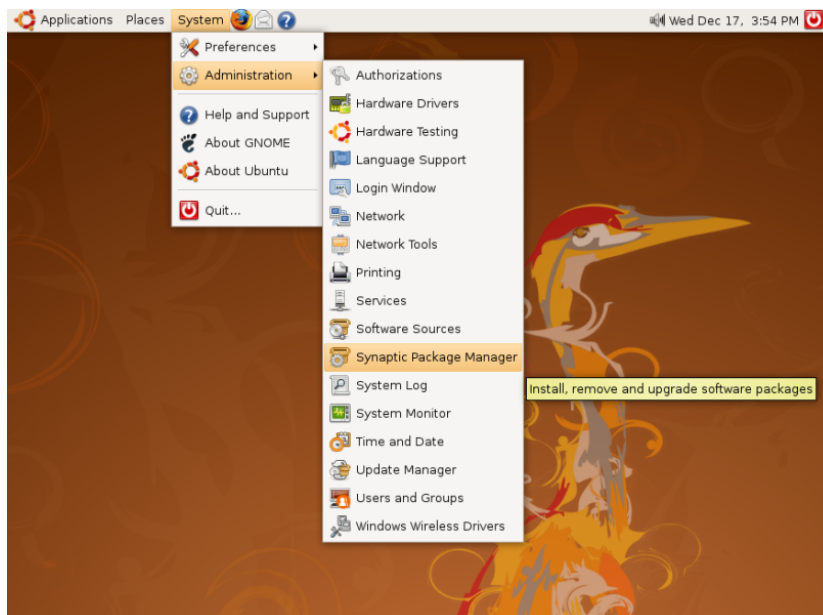 Applications Places System Wed Dec 17, 3:54 PM
Preferences
Administration
Help and Support
About GNOME
About Ubuntu
Quit...
Authorizations
Hardware Drivers
Hardware Testing
Language Support
Login Window
Network
Network Tools
Printing
Services
Software Sources
Synaptic Package Manager
Install, remove and upgrade software packages
System Log
System Monitor
Time and Date
Update Manager
Users and Groups
Windows Wireless Drivers